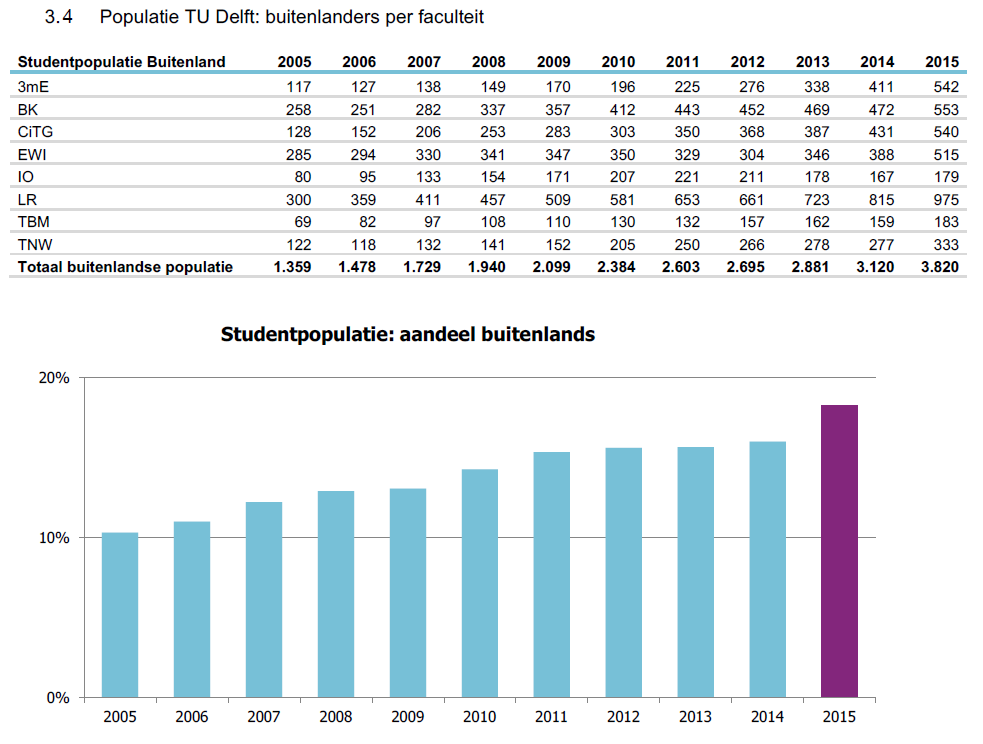 3.4 Populatie TU Delft: buitenlanders per faculteit
Studentpopulatie Buitenland 2005 2006 2007 2008 2009 2010 2011 2012 2013 2014 2015
3mE 117 127 138 149 170 196 225 276 338 411 542
BK 258 251 282 337 357 412 443 452 469 472 553
CiTG 128 152 206 253 283 303 350 368 387 431 540
EWI 285 294 330 341 347 350 329 304 346 388 515
IO 80 95 133 154 171 207 221 211 178 167 179
LR 300 359 411 457 509 581 653 661 723 815 975
TBM 69 82 97 108 110 130 132 157 162 159 183
TNW 122 118 132 141 152 205 250 266 278 277 333
Totaal buitenlandse populatie 1.359 1.478 1.729 1.940 2.099 2.384 2.603 2.695 2.881 3.120 3.820
Studentpopulatie: aandeel buitenlands
20%
10%
0%
2005 2006 2007 2008 2009 2010 2011 2012 2013 2014 2015